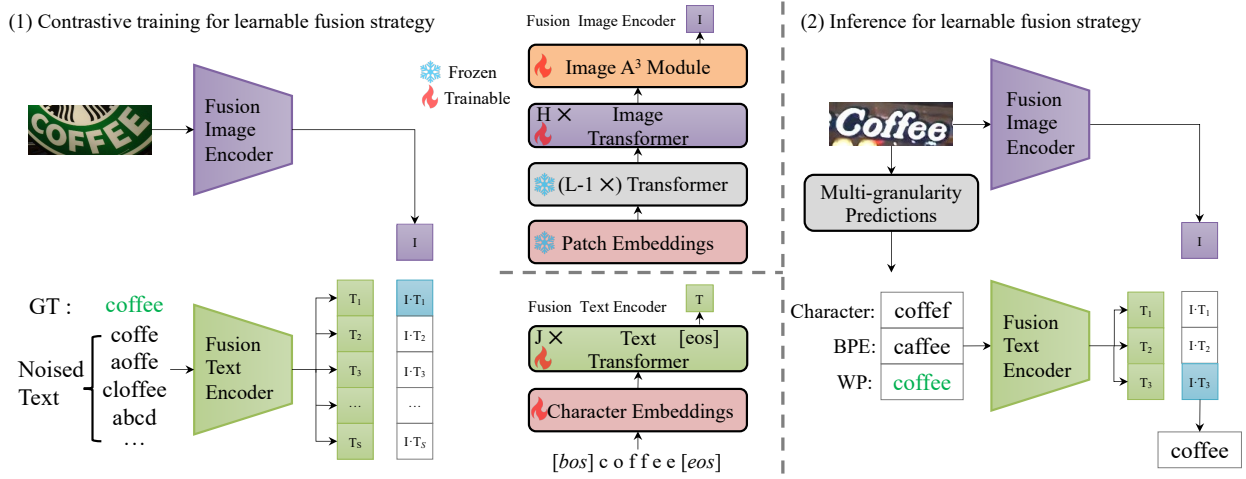 (1) Contrastive training for learnable fusion strategy
COFFEE
Fusion
Image
Encoder
I
GT :
coffee
Noised
Text
coffe
aoffe
cloffee
abcd
...
Fusion
Text
Encoder
T₁
T₂
T₃
...
Tₛ
I·T₁
I·T₂
I·T₃
...
I·Tₛ
Frozen
Trainable
Fusion Image Encoder
I
Image A³ Module
H × Image
Transformer
(L-1 ×) Transformer
Patch Embeddings
Fusion Text Encoder
T
J × Text [eos]
Transformer
Character Embeddings
[bos] c o f f e e [eos]
(2) Inference for learnable fusion strategy
Coffee
Fusion
Image
Encoder
Multi-granularity
Predictions
I
Character: coffef
BPE: caffee
WP: coffee
Fusion
Text
Encoder
T₁
T₂
T₃
I·T₁
I·T₂
I·T₃
coffee